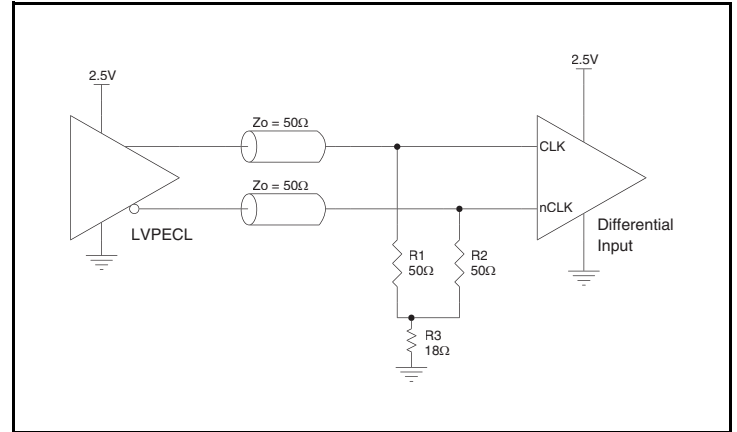 2.5V
2.5V
Zo = 50Ω
CLK
Zo = 50Ω
nCLK
LVPECL
Differential
Input
R1
50Ω
R2
50Ω
R3
18Ω